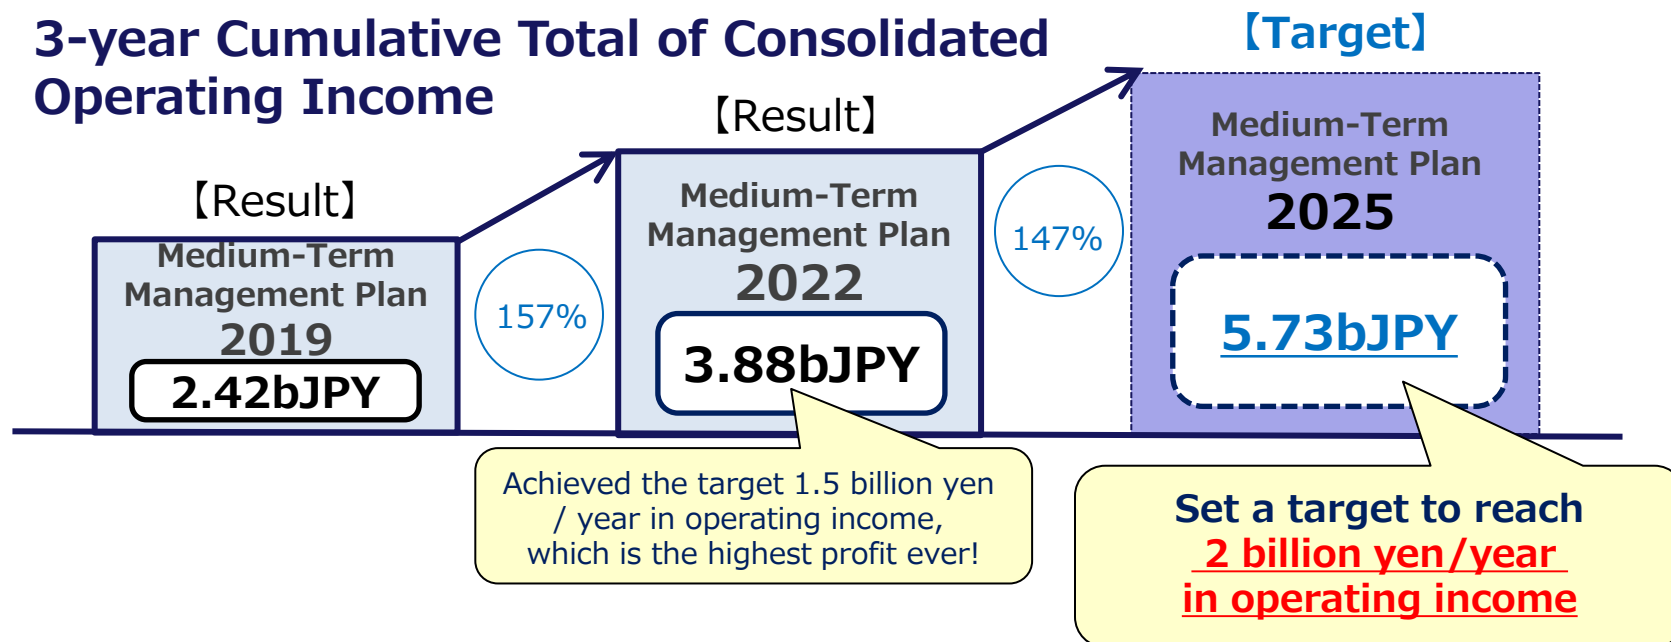 3-year Cumulative Total of Consolidated
Operating Income
【Result】
Medium-Term
Management Plan
2019
2.42bJPY
157%
【Result】
Medium-Term
Management Plan
2022
3.88bJPY
Achieved the target 1.5 billion yen
/ year in operating income,
which is the highest profit ever!
147%
【Target】
Medium-Term
Management Plan
2025
5.73bJPY
Set a target to reach
2 billion yen/year
in operating income